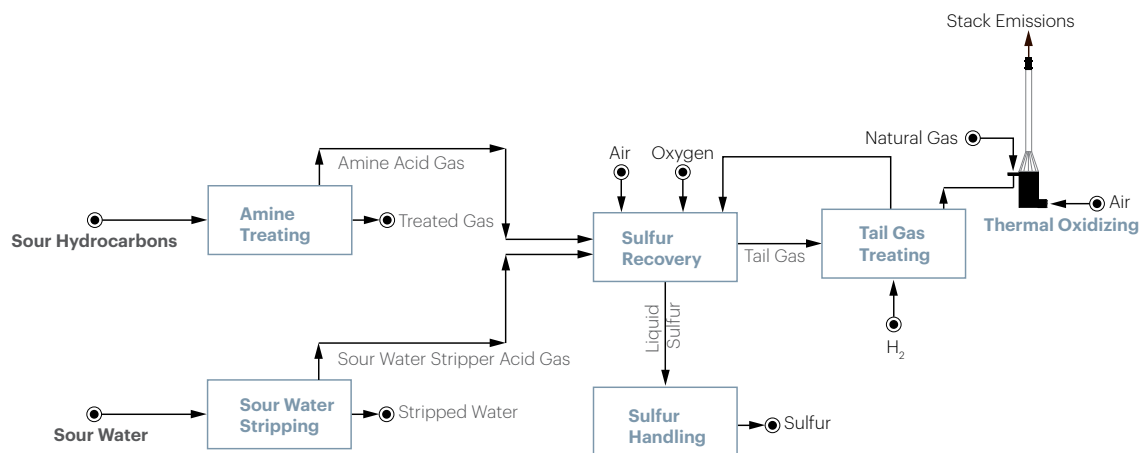 Stack Emissions
Natural Gas
Air
Oxygen
Amine Acid Gas
Amine
Treating
Treated Gas
Sour Hydrocarbons
Sulfur
Recovery
Tail Gas
Tail Gas
Treating
Air
Thermal Oxidizing
Liquid
Sulfur
H₂
Sour Water Stripper Acid Gas
Sour Water
Stripping
Stripped Water
Sour Water
Sulfur
Handling
Sulfur